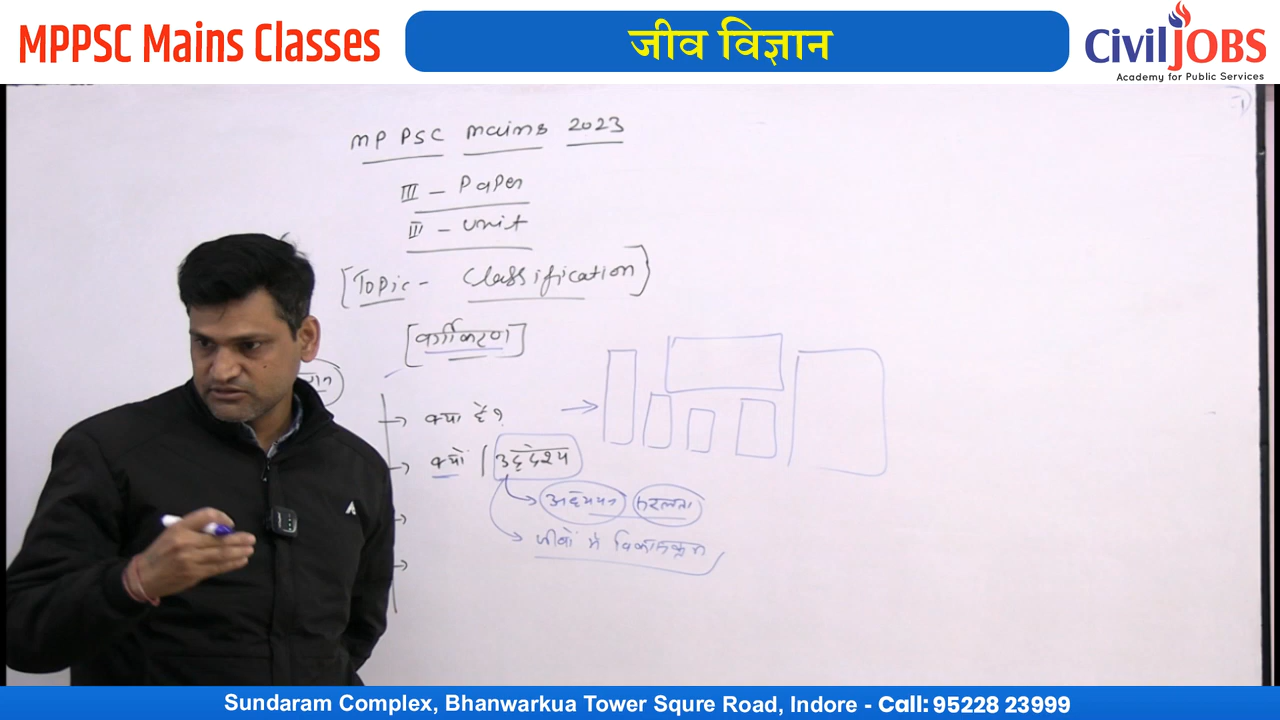 MPPSC Mains Classes
जीव विज्ञान
Civil JOBS
Academy for Public Services
MP PSC Mains 2023
III - Paper
II - Unit
[Topic - Classification]
[वर्गीकरण]
→ क्या है?
→ क्यों / उद्देश्य
→ अध्ययन सरलता
→ जीवों में विकासक्रम
A
Sundaram Complex, Bhanwarkua Tower Squre Road, Indore - Call: 95228 23999